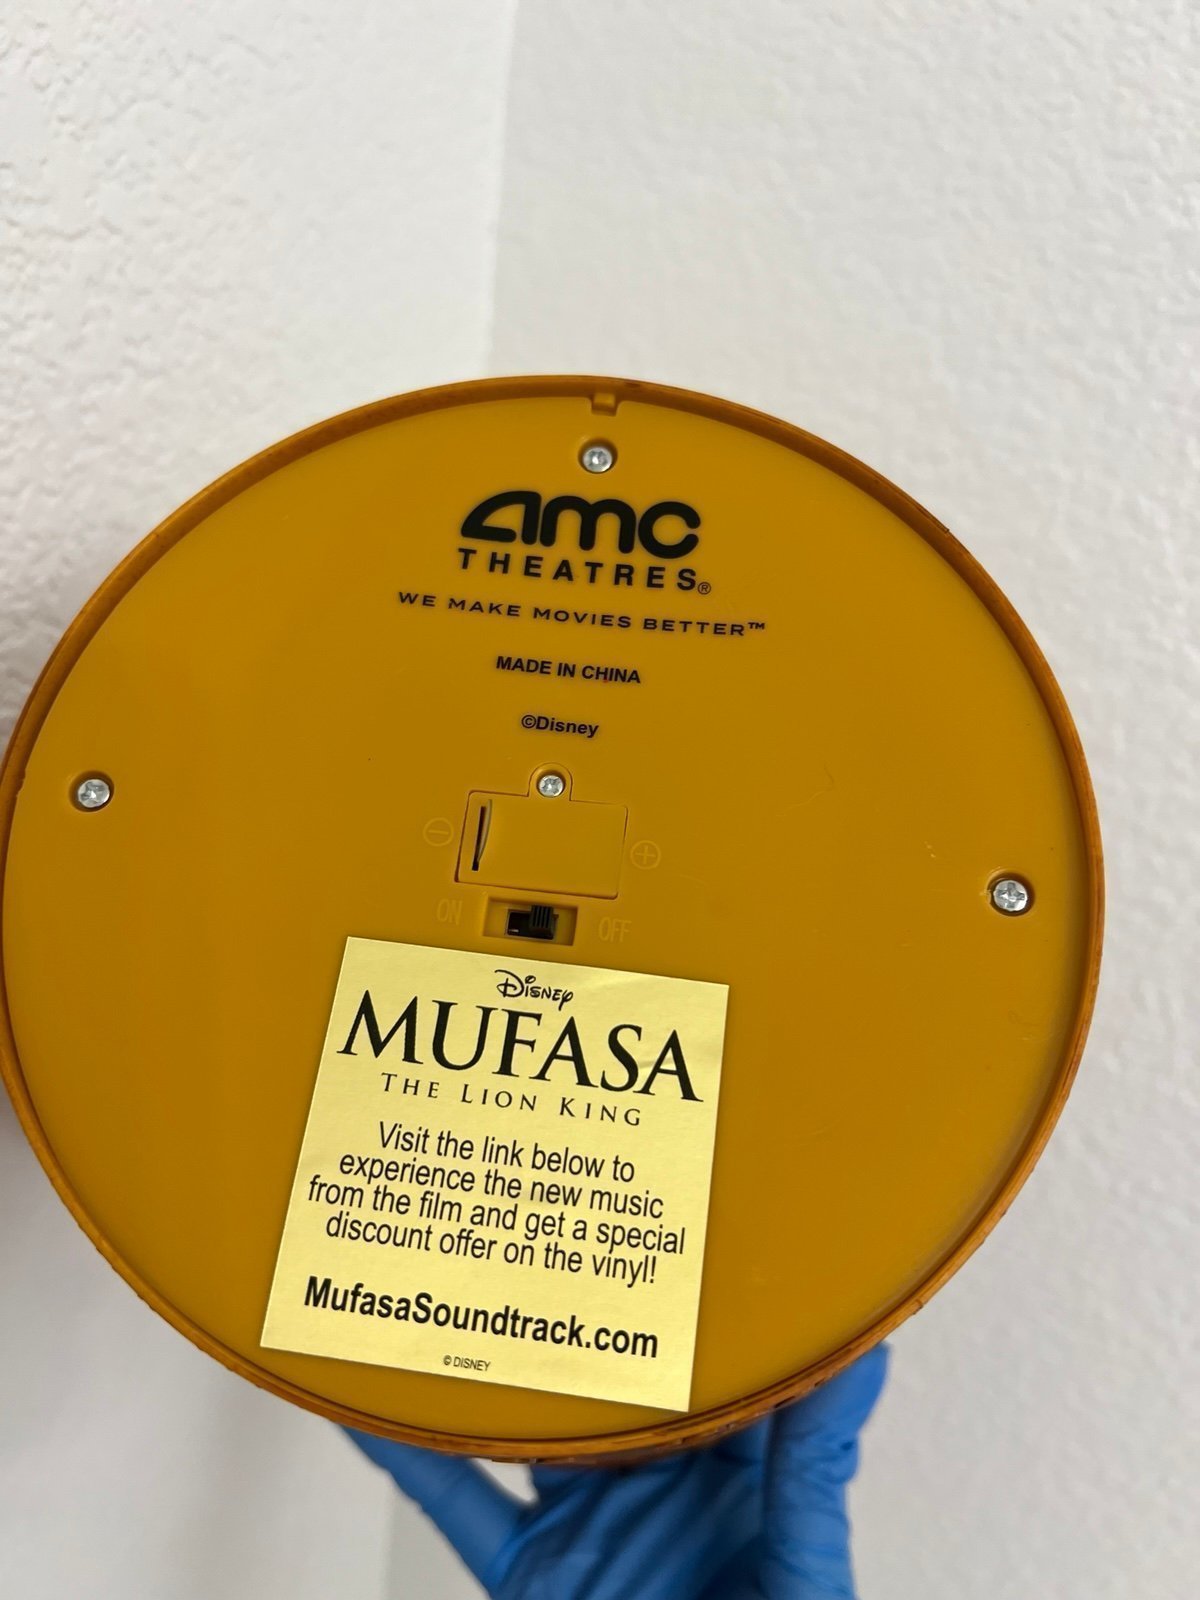 amc
THEATRES®
WE MAKE MOVIES BETTER™
MADE IN CHINA
©Disney
ON
OFF
Disney
MUFASA
THE LION KING
Visit the link below to
experience the new music
from the film and get a special
discount offer on the vinyl!
MufasaSoundtrack.com
© DISNEY